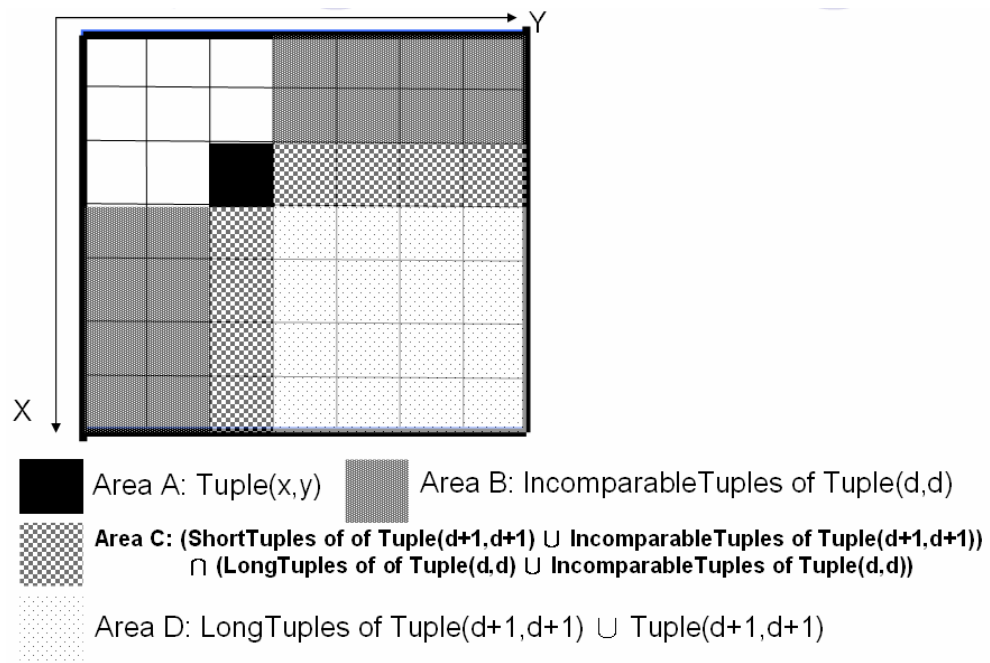 Y
X
Area A: Tuple(x,y)
Area B: IncomparableTuples of Tuple(d,d)
Area C: (ShortTuples of of Tuple(d+1,d+1) ∪ IncomparableTuples of Tuple(d+1,d+1))
∩ (LongTuples of of Tuple(d,d) ∪ IncomparableTuples of Tuple(d,d))
Area D: LongTuples of Tuple(d+1,d+1) ∪ Tuple(d+1,d+1)